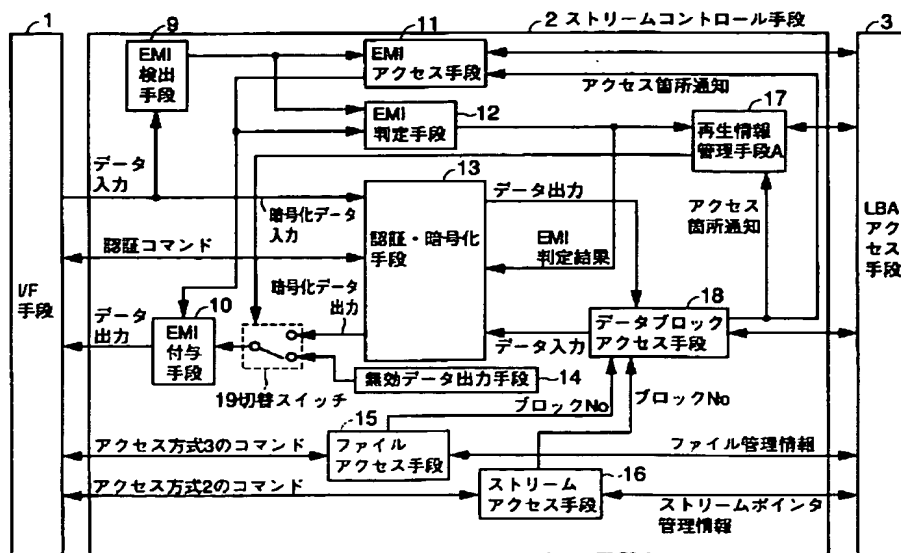 1
2 ストリームコントロール手段
3
9
EMI
検出
手段
11
EMI
アクセス手段
アクセス箇所通知
EMI
判定手段
12
17
再生情報
管理手段A
データ
入力
13
データ出力
暗号化データ
入力
認証・暗号化
手段
アクセス
箇所通知
LBA
アク
セス
手段
認証コマンド
EMI
判定結果
I/F
手段
暗号化データ
出力
データ
出力
10
EMI
付与
手段
18
データブロック
アクセス手段
データ入力
19切替スイッチ
無効データ出力手段
14
ブロックNo
ブロックNo
15
アクセス方式3のコマンド
ファイル
アクセス手段
ファイル管理情報
16
アクセス方式2のコマンド
ストリーム
アクセス手段
ストリームポインタ
管理情報